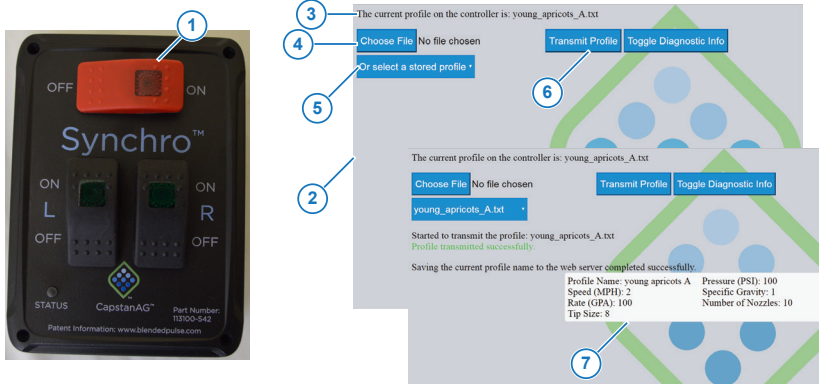 1
OFF
ON
Synchro™
ON
ON
L
R
OFF
OFF
STATUS
CapstanAG™
Part Number:
113100-542
Patent Information: www.blendedpulse.com
3
The current profile on the controller is: young_apricots_A.txt
4
Choose File No file chosen
Transmit Profile
Toggle Diagnostic Info
5
Or select a stored profile
6
2
The current profile on the controller is: young_apricots_A.txt
Choose File No file chosen
Transmit Profile
Toggle Diagnostic Info
young_apricots_A.txt
Started to transmit the profile: young_apricots_A.txt
Profile transmitted successfully.
Saving the current profile name to the web server completed successfully.
Profile Name: young apricots A Pressure (PSI): 100
Speed (MPH): 2 Specific Gravity: 1
Rate (GPA): 100 Number of Nozzles: 10
Tip Size: 8
7